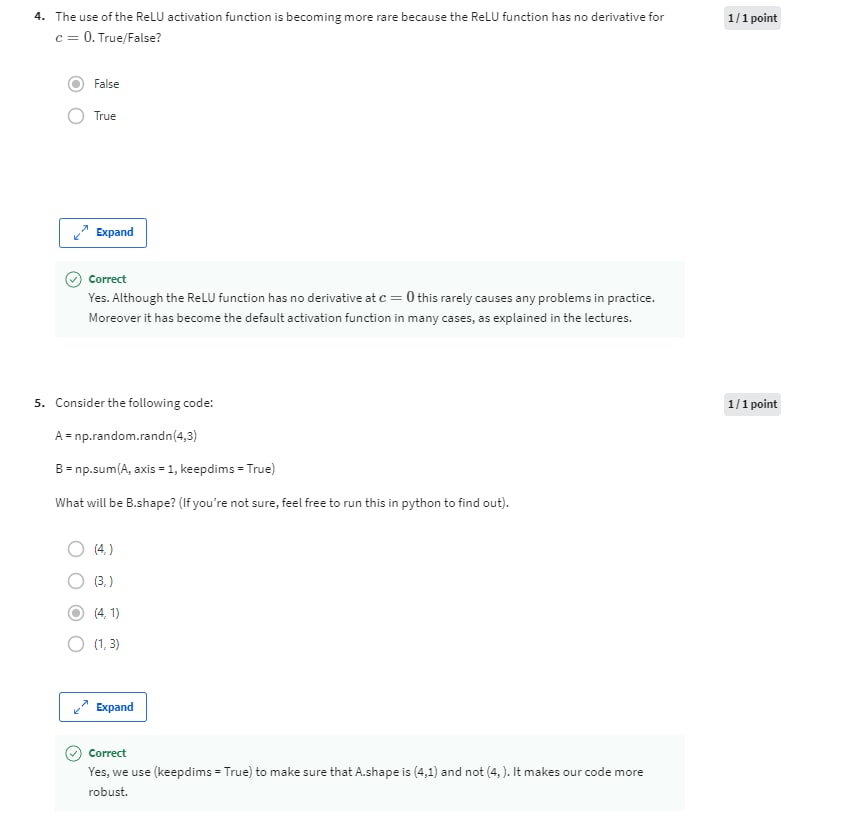 4. The use of the ReLU activation function is becoming more rare because the ReLU function has no derivative for
1 / 1 point
c = 0. True/False?
False
True
Expand
Correct
Yes. Although the ReLU function has no derivative at c = 0 this rarely causes any problems in practice.
Moreover it has become the default activation function in many cases, as explained in the lectures.
5. Consider the following code:
1 / 1 point
A = np.random.randn(4,3)
B = np.sum(A, axis = 1, keepdims = True)
What will be B.shape? (If you're not sure, feel free to run this in python to find out).
(4, )
(3, )
(4, 1)
(1, 3)
Expand
Correct
Yes, we use (keepdims = True) to make sure that A.shape is (4,1) and not (4, ). It makes our code more
robust.